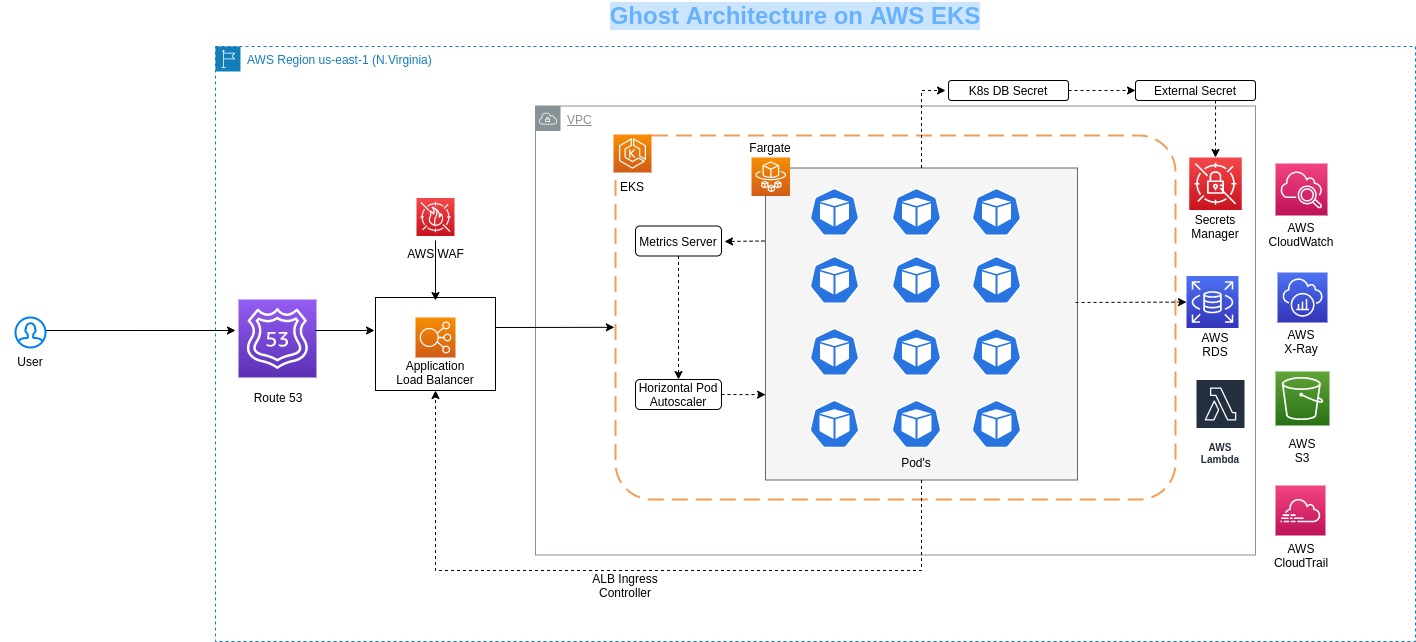 Ghost Architecture on AWS EKS
AWS Region us-east-1 (N.Virginia)
K8s DB Secret
External Secret
VPC
Fargate
EKS
Secrets
Manager
AWS
CloudWatch
AWS WAF
Metrics Server
53
User
Route 53
Application
Load Balancer
AWS
RDS
AWS
X-Ray
Horizontal Pod
Autoscaler
Pod's
AWS
Lambda
AWS
S3
AWS
CloudTrail
ALB Ingress
Controller